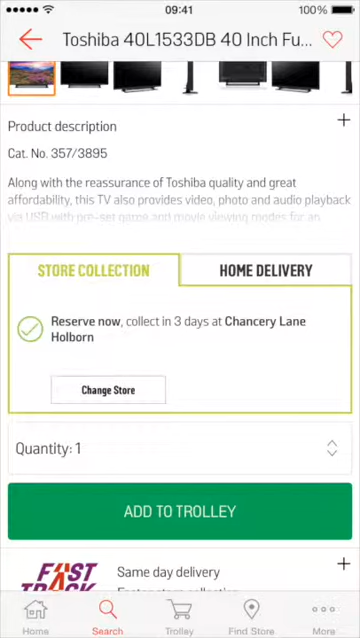 09:41
100%
Toshiba 40L1533DB 40 Inch Fu...
Product description
Cat. No. 357/3895
Along with the reassurance of Toshiba quality and great
affordability, this TV also provides video, photo and audio playback
via USB with pre-set game and movie viewing modes for an
STORE COLLECTION
HOME DELIVERY
Reserve now, collect in 3 days at Chancery Lane
Holborn
Change Store
Quantity: 1
ADD TO TROLLEY
FAST
TRACK
Same day delivery
Faster store collection
Home
Search
Trolley
Find Store
More